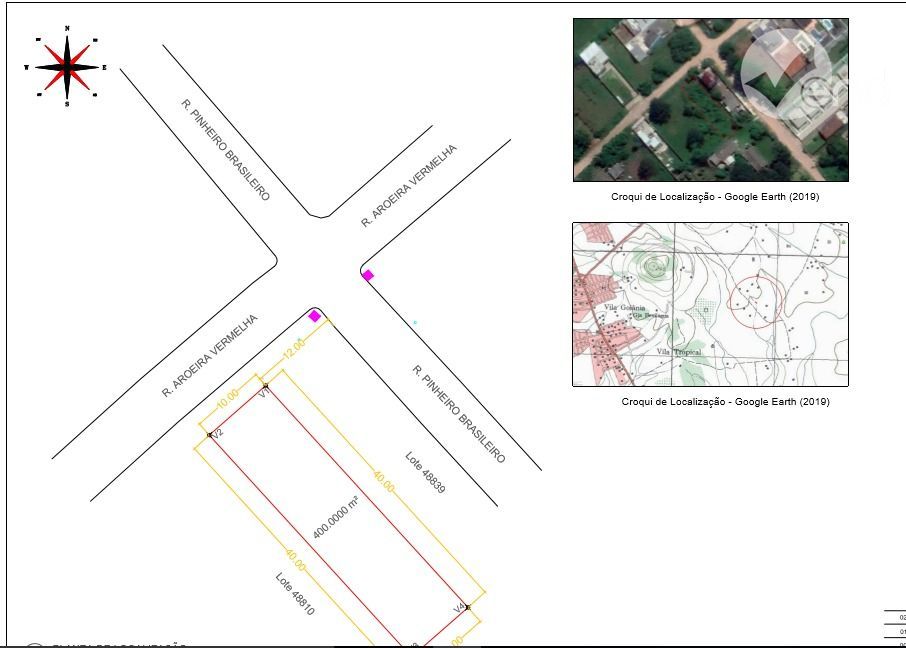 N
W
E
S
R. PINHEIRO BRASILEIRO
R. AROEIRA VERMELHA
Croqui de Localização - Google Earth (2019)
R. AROEIRA VERMELHA
12.00
10.00
V1
V2
R. PINHEIRO BRASILEIRO
Vila Goiânia
Vila Tropical
Croqui de Localização - Google Earth (2019)
Lote 48839
40.00
400.0000 m²
40.00
Lote 48810
V4
02
01